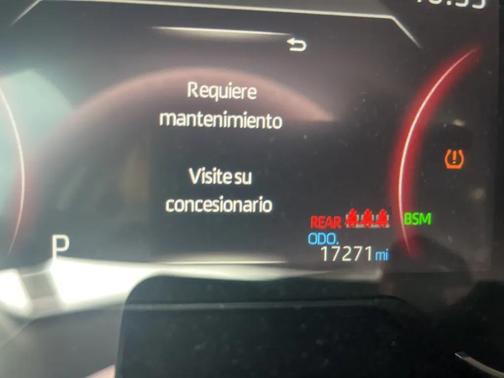 Requiere
mantenimiento
Visite su
concesionario
REAR
BSM
ODO.
P
17271 mi